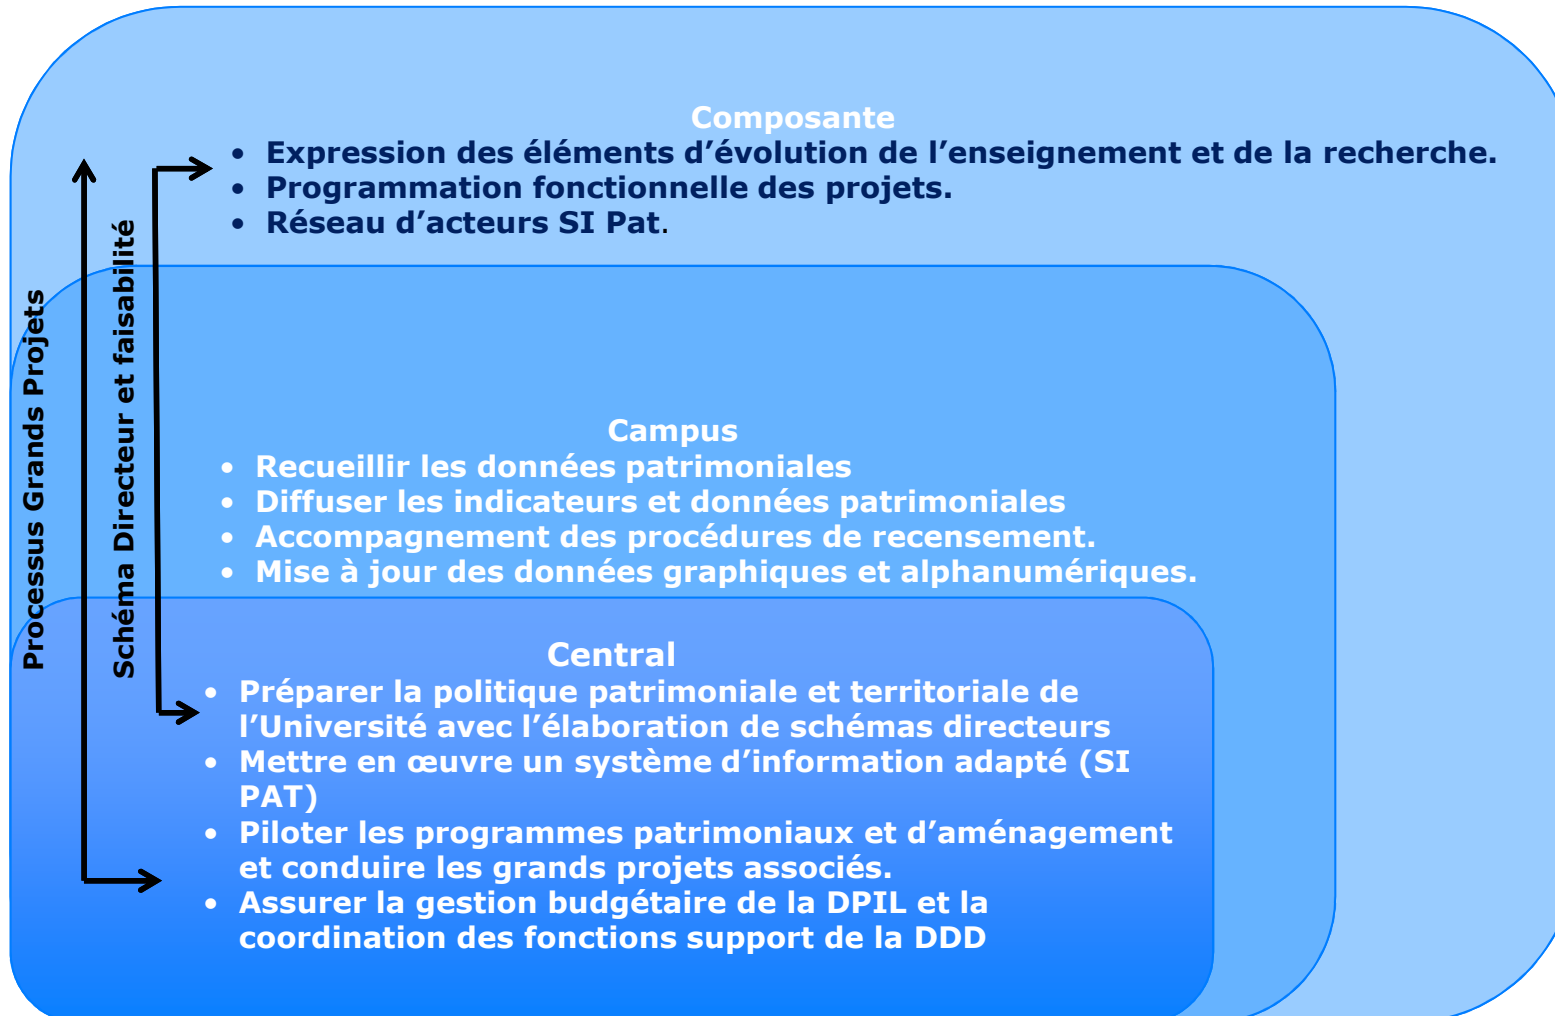 Composante
• Expression des éléments d’évolution de l’enseignement et de la recherche.
• Programmation fonctionnelle des projets.
• Réseau d’acteurs SI Pat.
Processus Grands Projets
Schéma Directeur et faisabilité
Campus
• Recueillir les données patrimoniales
• Diffuser les indicateurs et données patrimoniales
• Accompagnement des procédures de recensement.
• Mise à jour des données graphiques et alphanumériques.
Central
• Préparer la politique patrimoniale et territoriale de
l’Université avec l’élaboration de schémas directeurs
• Mettre en œuvre un système d’information adapté (SI
PAT)
• Piloter les programmes patrimoniaux et d’aménagement
et conduire les grands projets associés.
• Assurer la gestion budgétaire de la DPIL et la
coordination des fonctions support de la DDD